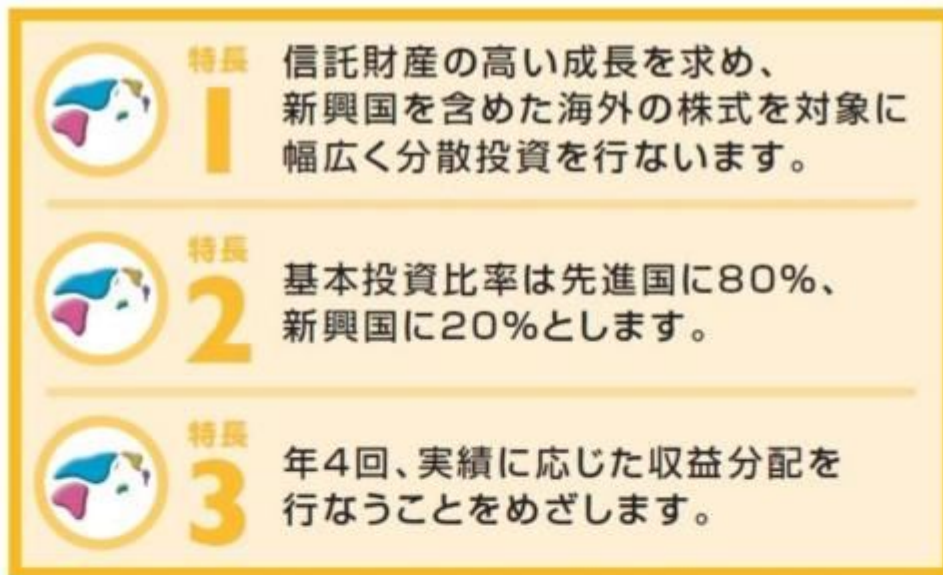 特長
1
信託財産の高い成長を求め、
新興国を含めた海外の株式を対象に
幅広く分散投資を行ないます。
特長
2
基本投資比率は先進国に80%、
新興国に20%とします。
特長
3
年4回、実績に応じた収益分配を
行なうことをめざします。